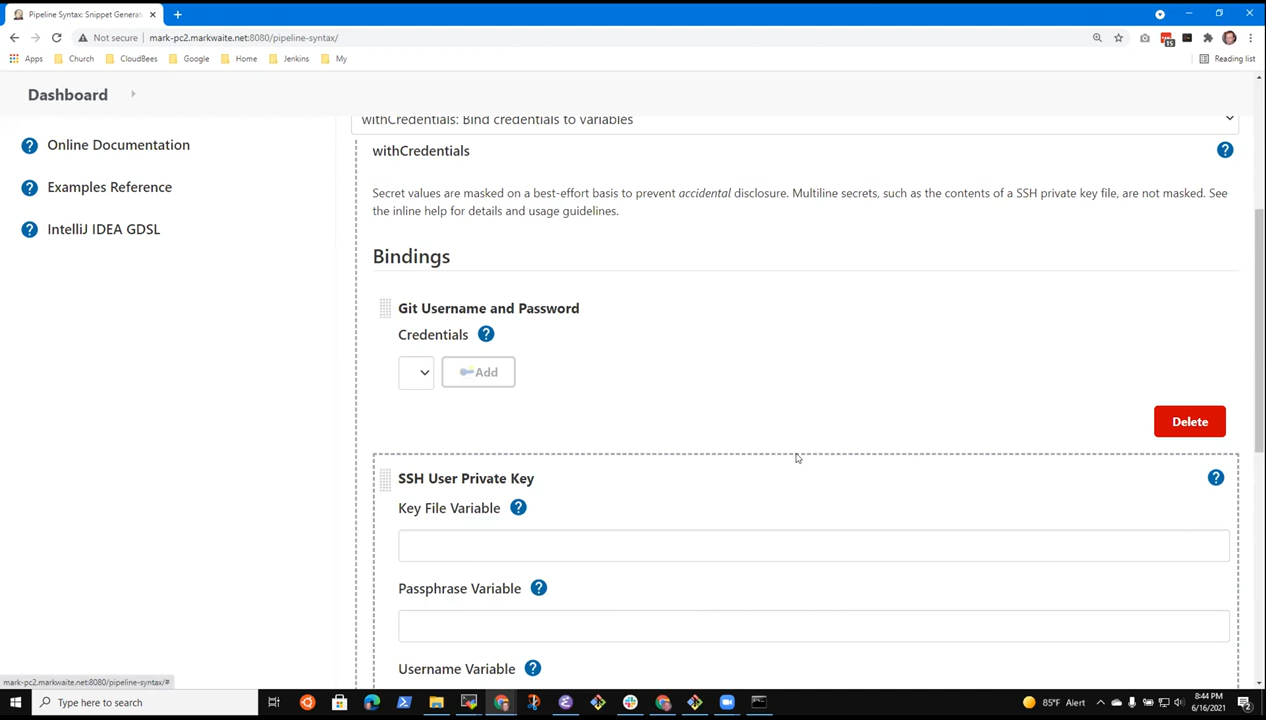 Pipeline Syntax: Snippet Generat
Not secure
mark-pc2.markwaite.net:8080/pipeline-syntax/
15
Apps
Church
CloudBees
Google
Home
Jenkins
My
Reading list
Dashboard
Online Documentation
Examples Reference
IntelliJ IDEA GDSL
withCredentials: Bind credentials to variables
withCredentials
Secret values are masked on a best-effort basis to prevent accidental disclosure. Multiline secrets, such as the contents of a SSH private key file, are not masked. See
the inline help for details and usage guidelines.
Bindings
Git Username and Password
Credentials
Add
Delete
SSH User Private Key
Key File Variable
Passphrase Variable
Username Variable
mark-pc2.markwaite.net:8080/pipeline-syntax/#
Type here to search
85°F Alert
8:44 PM
6/16/2021
2